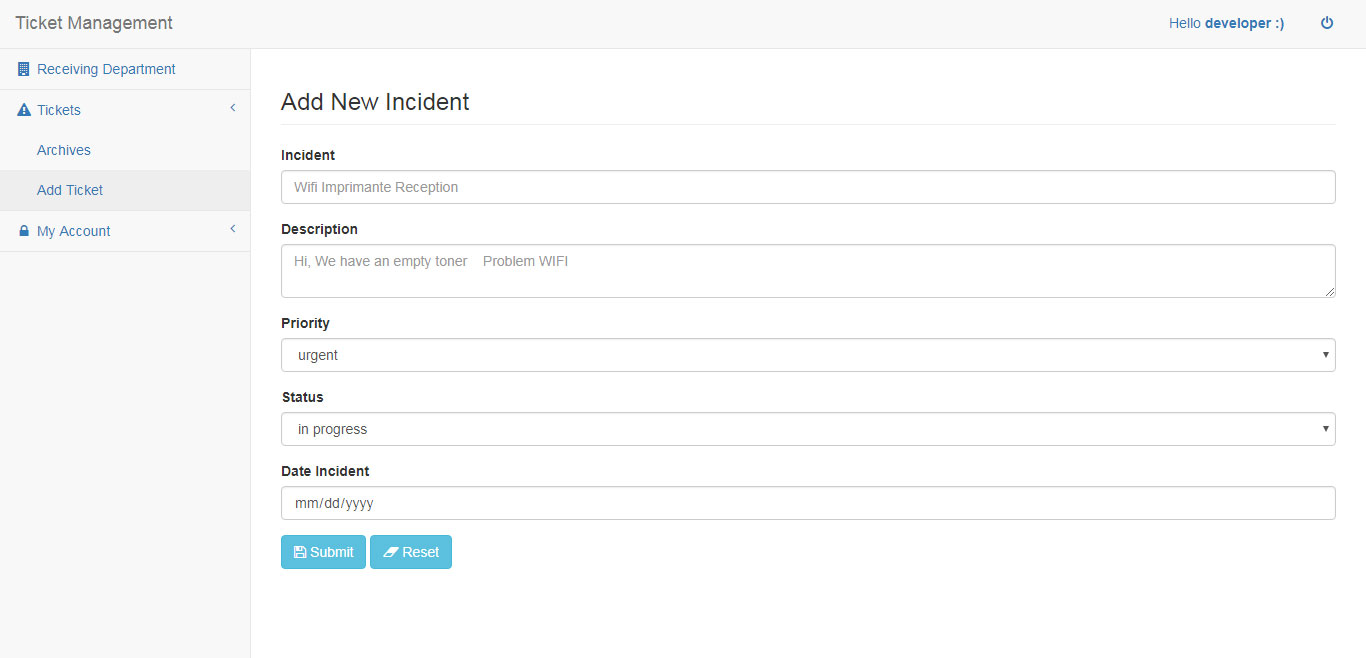 Ticket Management
Hello developer :)
Receiving Department
Tickets
Archives
Add Ticket
My Account
Add New Incident
Incident
Wifi Imprimante Reception
Description
Hi, We have an empty toner    Problem WIFI
Priority
urgent
Status
in progress
Date Incident
mm/dd/yyyy
Submit
Reset